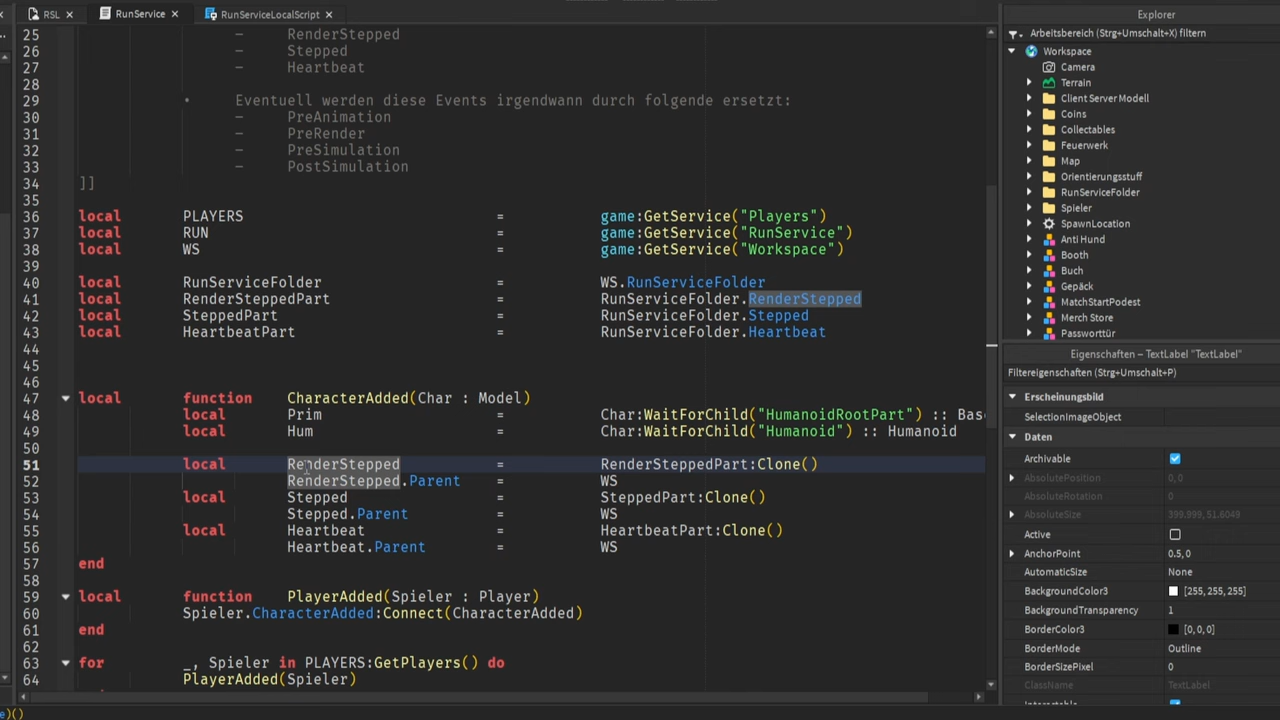 RSL
RunService
RunServiceLocalScript
25 – RenderStepped
26 – Stepped
27 – Heartbeat
28
29 • Eventuell werden diese Events irgendwann durch folgende ersetzt:
30 – PreAnimation
31 – PreRender
32 – PreSimulation
33 – PostSimulation
34 ]]
35
36 local PLAYERS = game:GetService("Players")
37 local RUN = game:GetService("RunService")
38 local WS = game:GetService("Workspace")
39
40 local RunServiceFolder = WS.RunServiceFolder
41 local RenderSteppedPart = RunServiceFolder.RenderStepped
42 local SteppedPart = RunServiceFolder.Stepped
43 local HeartbeatPart = RunServiceFolder.Heartbeat
44
45
46
47 local function CharacterAdded(Char : Model)
48 local Prim = Char:WaitForChild("HumanoidRootPart") :: Bas
49 local Hum = Char:WaitForChild("Humanoid") :: Humanoid
50
51 local RenderStepped = RenderSteppedPart:Clone()
52 RenderStepped.Parent = WS
53 local Stepped = SteppedPart:Clone()
54 Stepped.Parent = WS
55 local Heartbeat = HeartbeatPart:Clone()
56 Heartbeat.Parent = WS
57 end
58
59 local function PlayerAdded(Spieler : Player)
60 Spieler.CharacterAdded:Connect(CharacterAdded)
61 end
62
63 for _, Spieler in PLAYERS:GetPlayers() do
64 PlayerAdded(Spieler)
e)()
Explorer
Arbeitsbereich (Strg+Umschalt+X) filtern
Workspace
Camera
Terrain
Client Server Modell
Coins
Collectables
Feuerwerk
Map
Orientierungsstuff
RunServiceFolder
Spieler
SpawnLocation
Anti Hund
Booth
Buch
Gepäck
MatchStartPodest
Merch Store
Passworttür
Eigenschaften – TextLabel "TextLabel"
Filtereigenschaften (Strg+Umschalt+P)
Erscheinungsbild
SelectionImageObject
Daten
Archivable
AbsolutePosition 0, 0
AbsoluteRotation 0
AbsoluteSize 399.999, 51.6049
Active
AnchorPoint 0.5, 0
AutomaticSize None
BackgroundColor3 [255, 255, 255]
BackgroundTransparency 1
BorderColor3 [0, 0, 0]
BorderMode Outline
BorderSizePixel 0
ClassName TextLabel